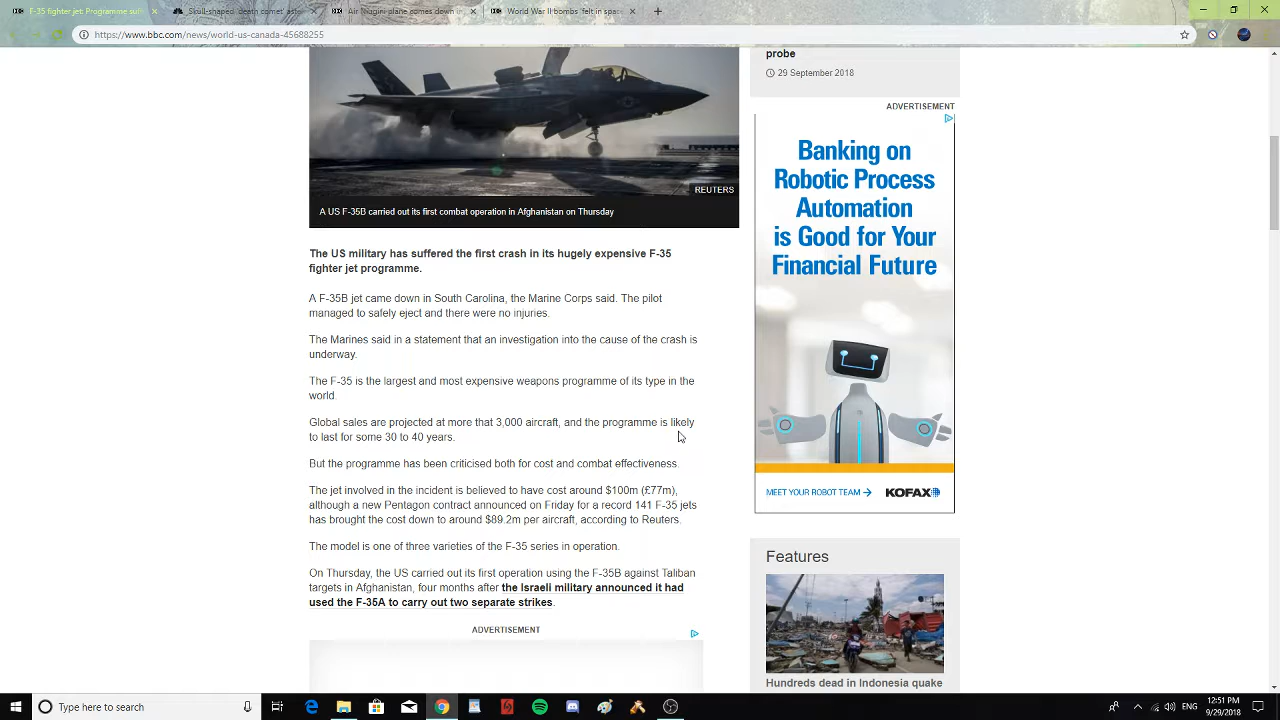 F-35 fighter jet: Programme suf
Skull-shaped 'death comet' aste
Air Niugini plane comes down in
World War II bombs 'felt in spac
https://www.bbc.com/news/world-us-canada-45688255
REUTERS
A US F-35B carried out its first combat operation in Afghanistan on Thursday
The US military has suffered the first crash in its hugely expensive F-35
fighter jet programme.
A F-35B jet came down in South Carolina, the Marine Corps said. The pilot
managed to safely eject and there were no injuries.
The Marines said in a statement that an investigation into the cause of the crash is
underway.
The F-35 is the largest and most expensive weapons programme of its type in the
world.
Global sales are projected at more that 3,000 aircraft, and the programme is likely
to last for some 30 to 40 years.
But the programme has been criticised both for cost and combat effectiveness.
The jet involved in the incident is believed to have cost around $100m (£77m),
although a new Pentagon contract announced on Friday for a record 141 F-35 jets
has brought the cost down to around $89.2m per aircraft, according to Reuters.
The model is one of three varieties of the F-35 series in operation.
On Thursday, the US carried out its first operation using the F-35B against Taliban
targets in Afghanistan, four months after the Israeli military announced it had
used the F-35A to carry out two separate strikes.
ADVERTISEMENT
probe
29 September 2018
ADVERTISEMENT
Banking on
Robotic Process
Automation
is Good for Your
Financial Future
MEET YOUR ROBOT TEAM
KOFAX
Features
Hundreds dead in Indonesia quake
Type here to search
ENG
12:51 PM
9/29/2018